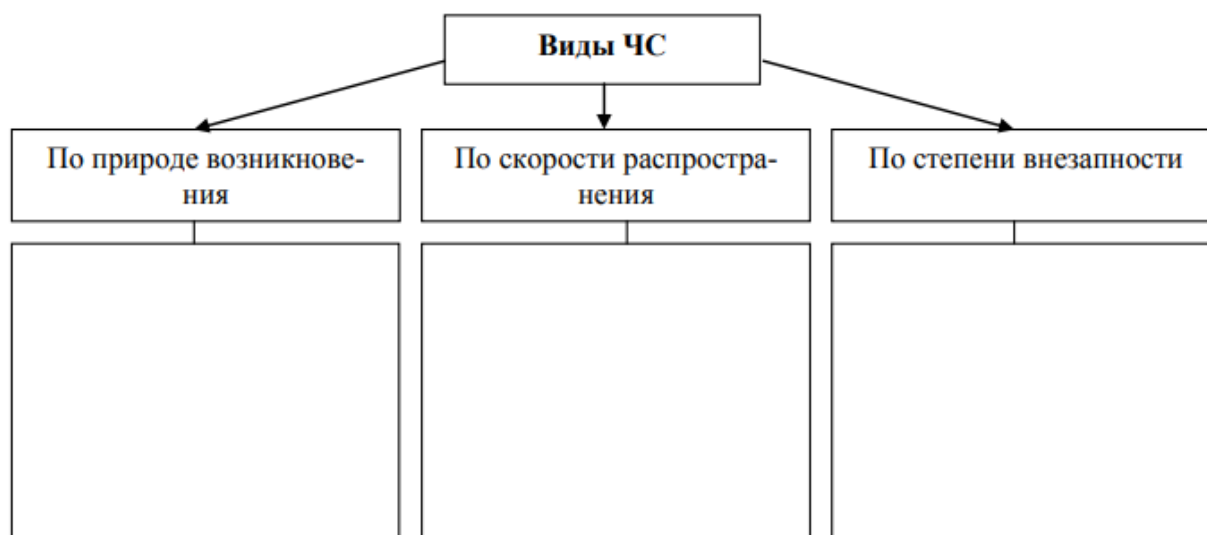 Виды ЧС
По природе возникнове-
ния
По скорости распростра-
нения
По степени внезапности